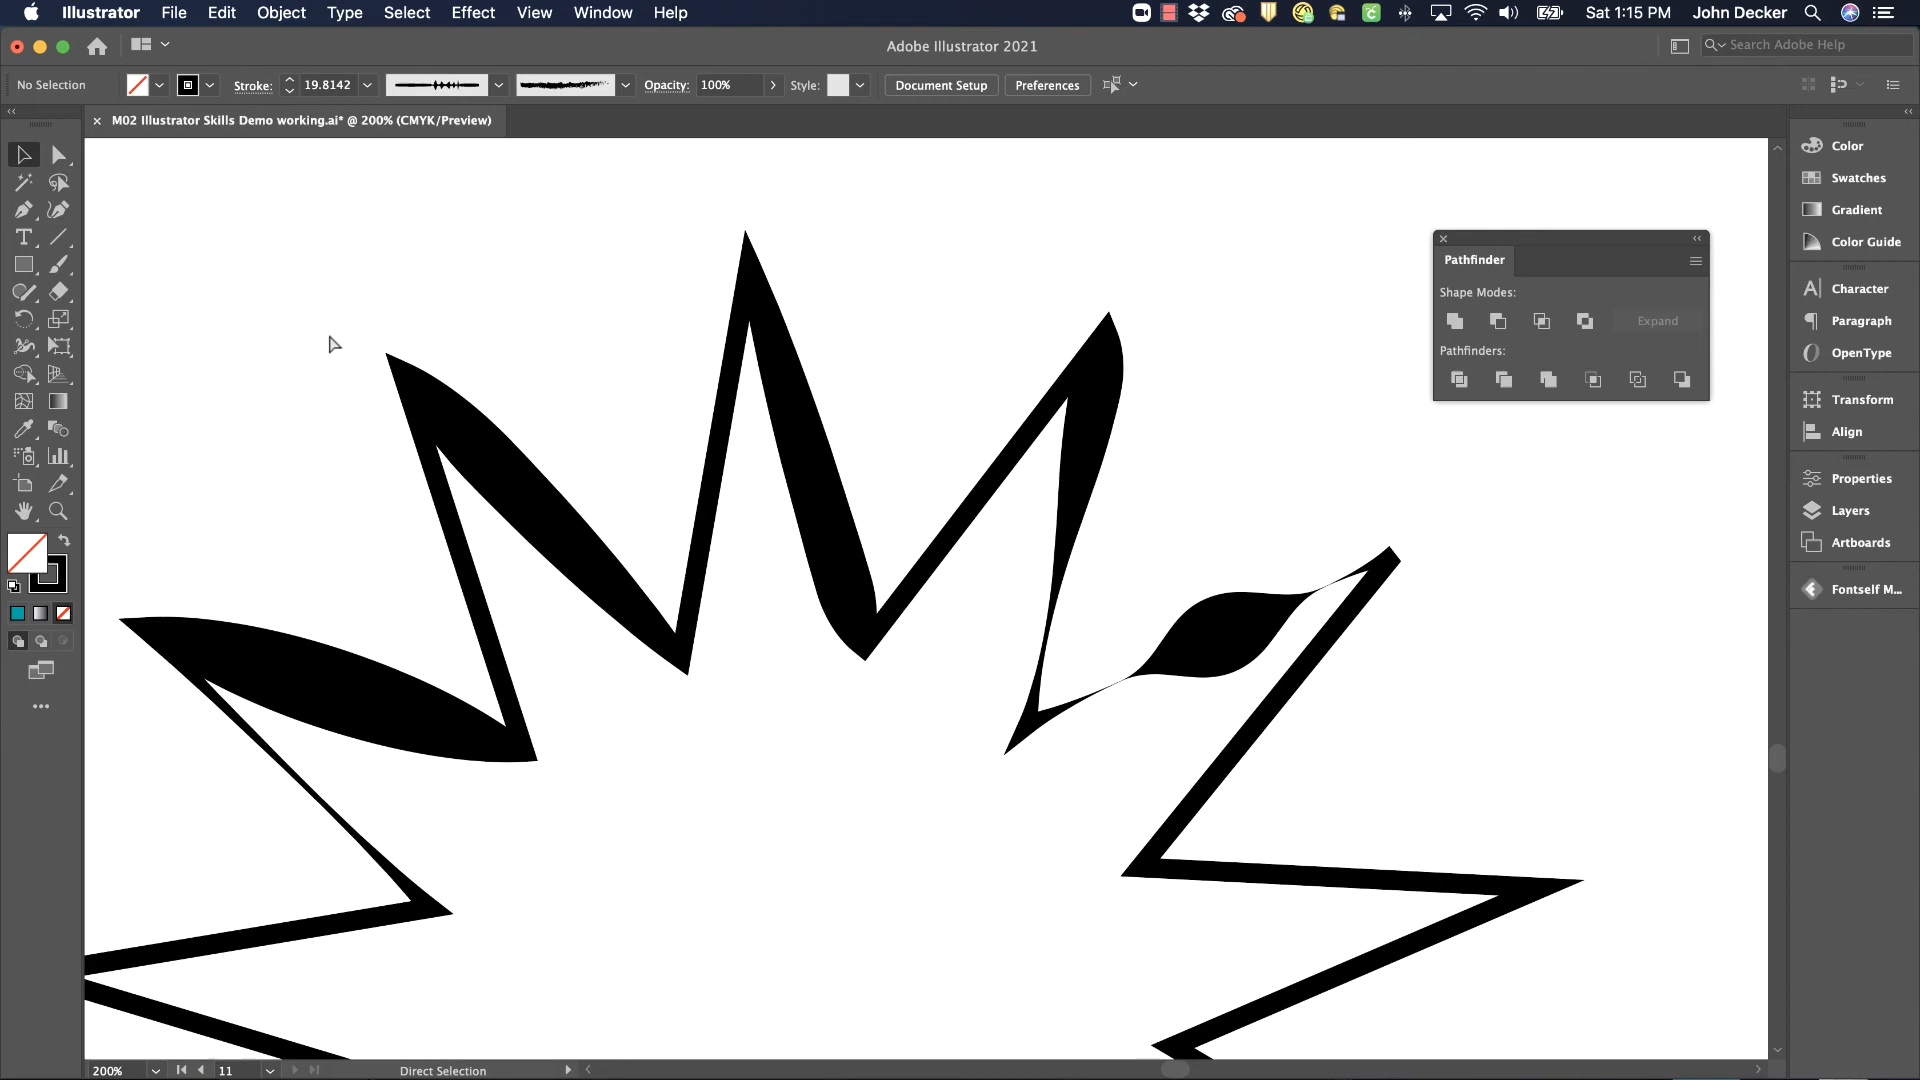 Illustrator File Edit Object Type Select Effect View Window Help Sat 1:15 PM John Decker
Adobe Illustrator 2021 Search Adobe Help
No Selection Stroke: 19.8142 Opacity: 100% Style: Document Setup Preferences
× M02 Illustrator Skills Demo working.ai* @ 200% (CMYK/Preview)
Color
Swatches
Gradient
Color Guide
Character
Paragraph
OpenType
Transform
Align
Properties
Layers
Artboards
Fontself M...
Pathfinder
Shape Modes:
Expand
Pathfinders:
200% 11 Direct Selection